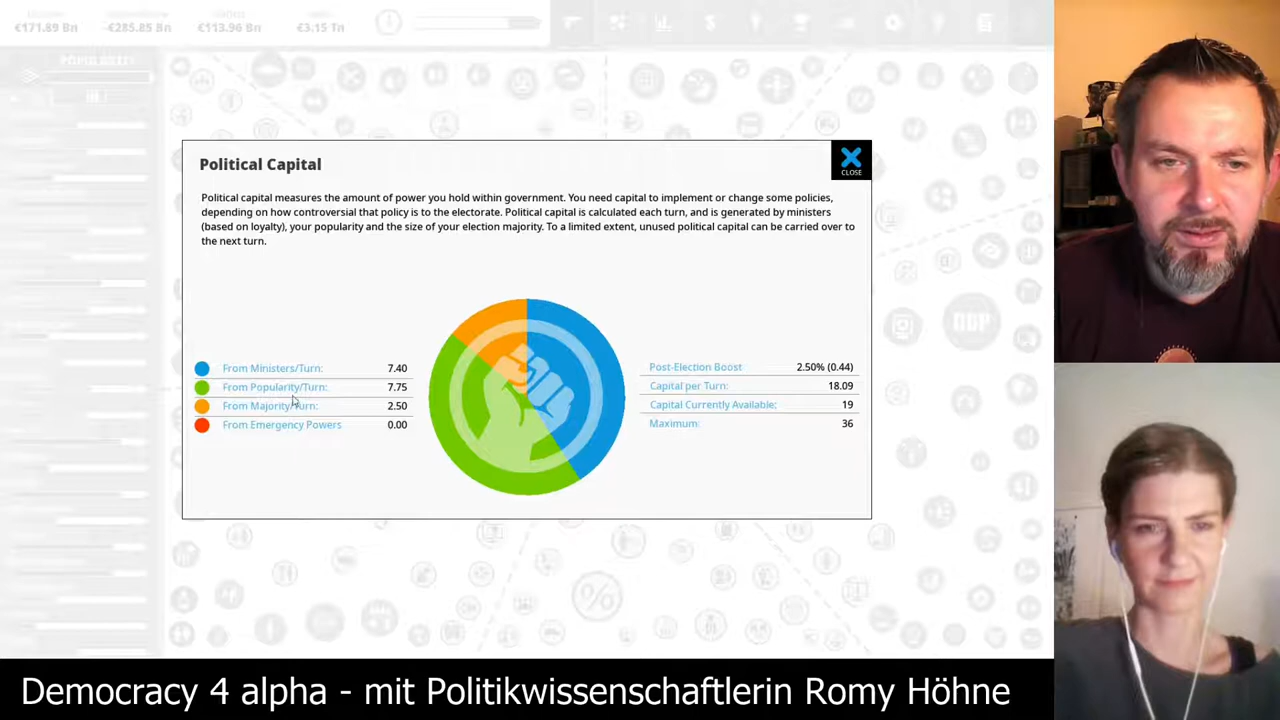 €171.89 Bn €285.85 Bn €113.96 Bn €3.15 Tn
Political Capital
CLOSE
Political capital measures the amount of power you hold within government. You need capital to implement or change some policies,
depending on how controversial that policy is to the electorate. Political capital is calculated each turn, and is generated by ministers
(based on loyalty), your popularity and the size of your election majority. To a limited extent, unused political capital can be carried over to
the next turn.
From Ministers/Turn: 7.40
From Popularity/Turn: 7.75
From Majority/Turn: 2.50
From Emergency Powers 0.00
Post-Election Boost 2.50% (0.44)
Capital per Turn: 18.09
Capital Currently Available: 19
Maximum: 36
GDP
Democracy 4 alpha - mit Politikwissenschaftlerin Romy Höhne